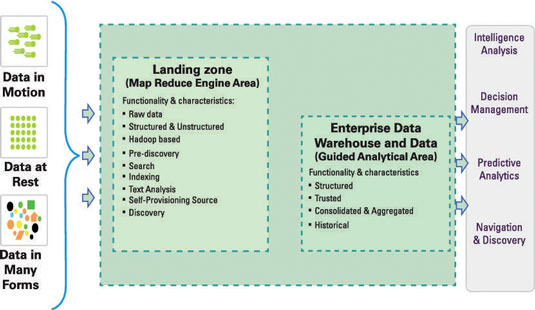 Data in
Motion
Data at
Rest
Data in
Many
Forms
Landing zone
(Map Reduce Engine Area)
Functionality & characteristics:
▪ Raw data
▪ Structured & Unstructured
▪ Hadoop based
▪ Pre-discovery
▪ Search
▪ Indexing
▪ Text Analysis
▪ Self-Provisioning Source
▪ Discovery
Enterprise Data
Warehouse and Data
(Guided Analytical Area)
Functionality & characteristics
▪ Structured
▪ Trusted
▪ Consolidated & Aggregated
▪ Historical
Intelligence
Analysis
Decision
Management
Predictive
Analytics
Navigation
& Discovery